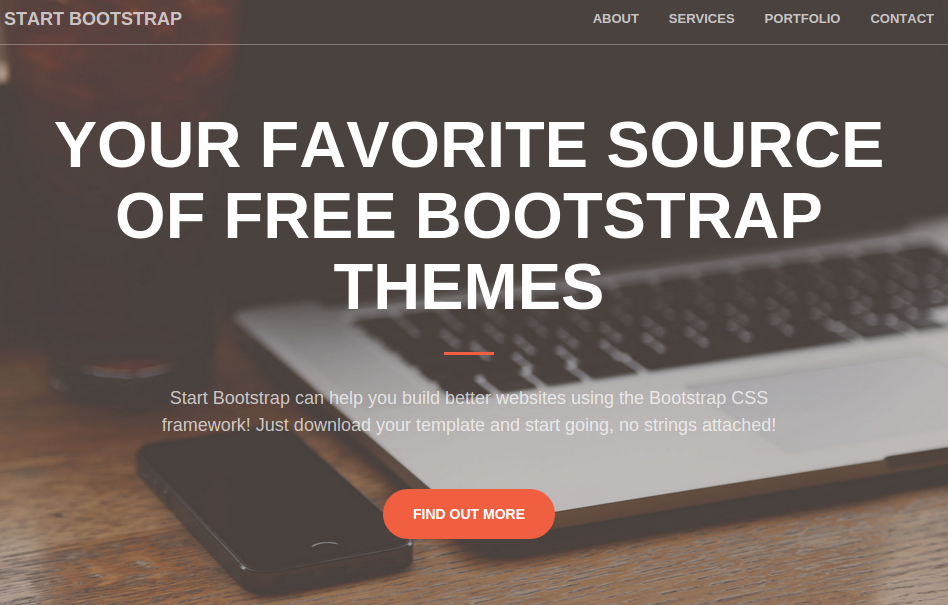 START BOOTSTRAP
ABOUT SERVICES PORTFOLIO CONTACT
YOUR FAVORITE SOURCE
OF FREE BOOTSTRAP
THEMES
Start Bootstrap can help you build better websites using the Bootstrap CSS
framework! Just download your template and start going, no strings attached!
FIND OUT MORE